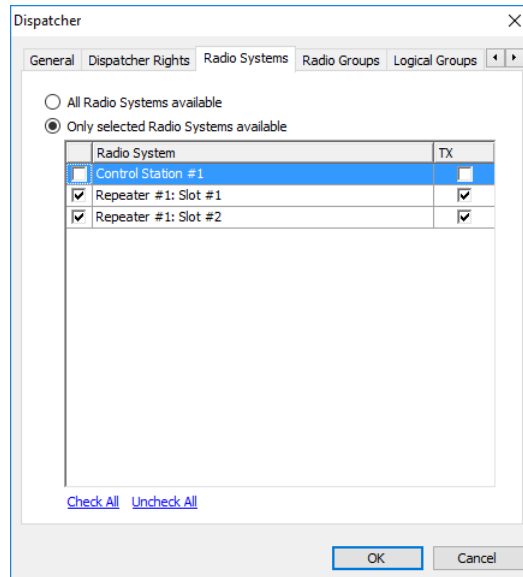 Dispatcher
General Dispatcher Rights Radio Systems Radio Groups Logical Groups
All Radio Systems available
Only selected Radio Systems available
Radio System TX
Control Station #1
Repeater #1: Slot #1
Repeater #1: Slot #2
Check All Uncheck All
OK Cancel